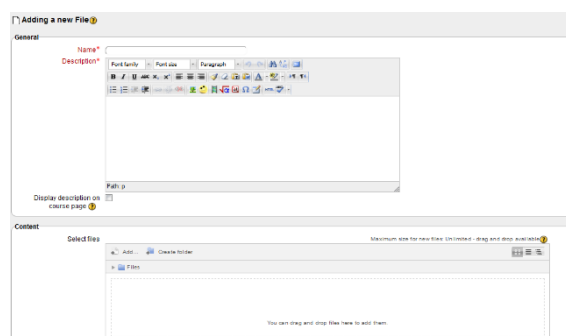 Adding a new File
General
Name*
Description*
Font family Font size Paragraph
B I U ABC
Path: p
Display description on
course page
Content
Select files
Maximum size for new files: Unlimited - drag and drop available
Add... Create folder
Files
You can drag and drop files here to add them.